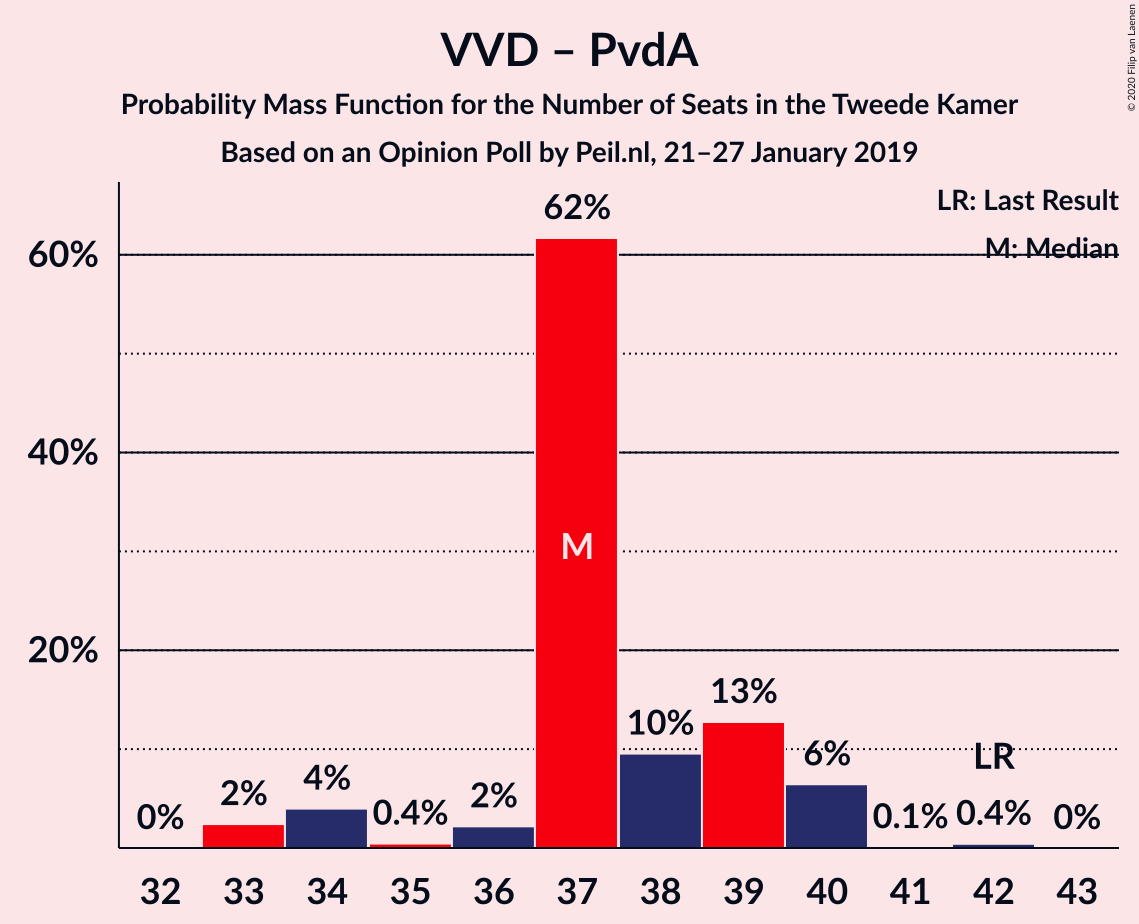 VVD – PvdA
Probability Mass Function for the Number of Seats in the Tweede Kamer
Based on an Opinion Poll by Peil.nl, 21–27 January 2019
© 2020 Filip van Laenen
LR: Last Result
M: Median
60%
40%
20%
0%
2%
4%
0.4%
2%
62%
M
10%
13%
6%
0.1%
LR
0.4%
0%
32 33 34 35 36 37 38 39 40 41 42 43